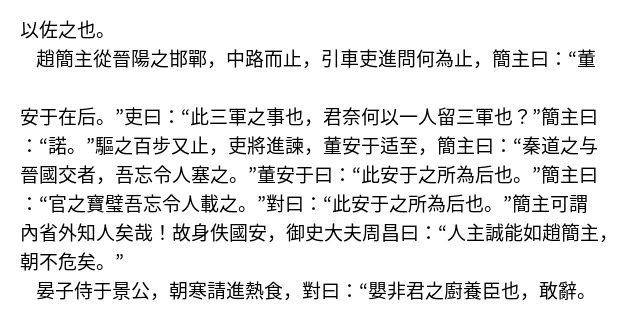 以佐之也。
趙簡主從晉陽之邯鄲，中路而止，引車吏進問何為止，簡主曰：“董
安于在后。”吏曰：“此三軍之事也，君奈何以一人留三軍也？”簡主曰
：“諾。”驅之百步又止，吏將進諫，董安于适至，簡主曰：“秦道之与
晉國交者，吾忘令人塞之。”董安于曰：“此安于之所為后也。”簡主曰
：“官之寶璧吾忘令人載之。”對曰：“此安于之所為后也。”簡主可謂
內省外知人矣哉！故身佚國安，御史大夫周昌曰：“人主誠能如趙簡主，
朝不危矣。”
晏子侍于景公，朝寒請進熱食，對曰：“嬰非君之廚養臣也，敢辭。